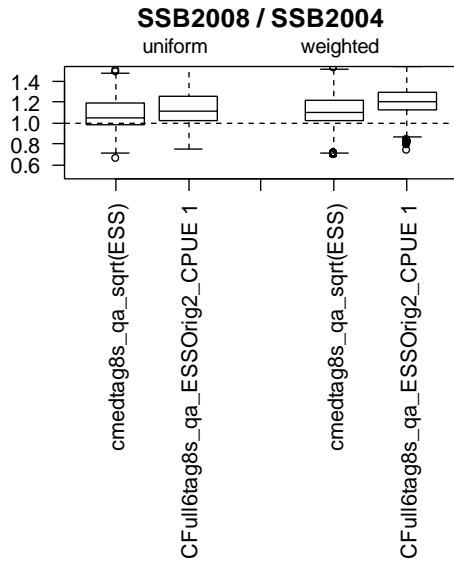 SSB2008 / SSB2004
uniform
weighted
1.4
1.2
1.0
0.8
0.6
cmedtag8s_qa_sqrt(ESS)
CFull6tag8s_qa_ESSOrig2_CPUE 1
cmedtag8s_qa_sqrt(ESS)
CFull6tag8s_qa_ESSOrig2_CPUE 1